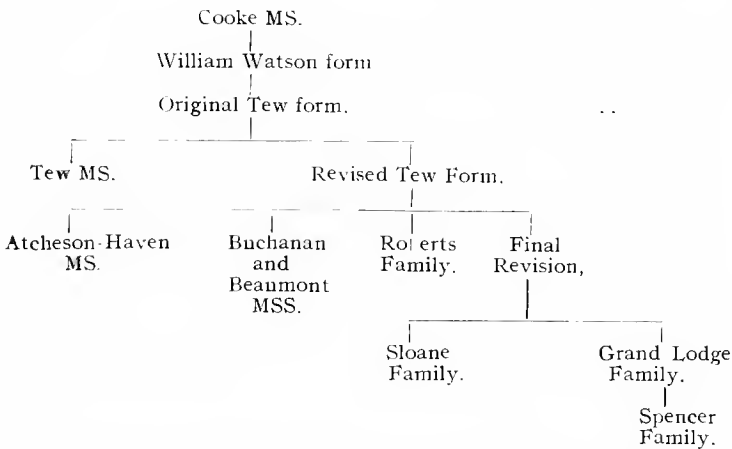 Cooke MS.
William Watson form
Original Tew form.
Tew MS.
Revised Tew Form.
Atcheson-Haven
MS.
Buchanan
and
Beaumont
MSS.
Roberts
Family.
Final
Revision,
Sloane
Family.
Grand Lodge
Family.
Spencer
Family.